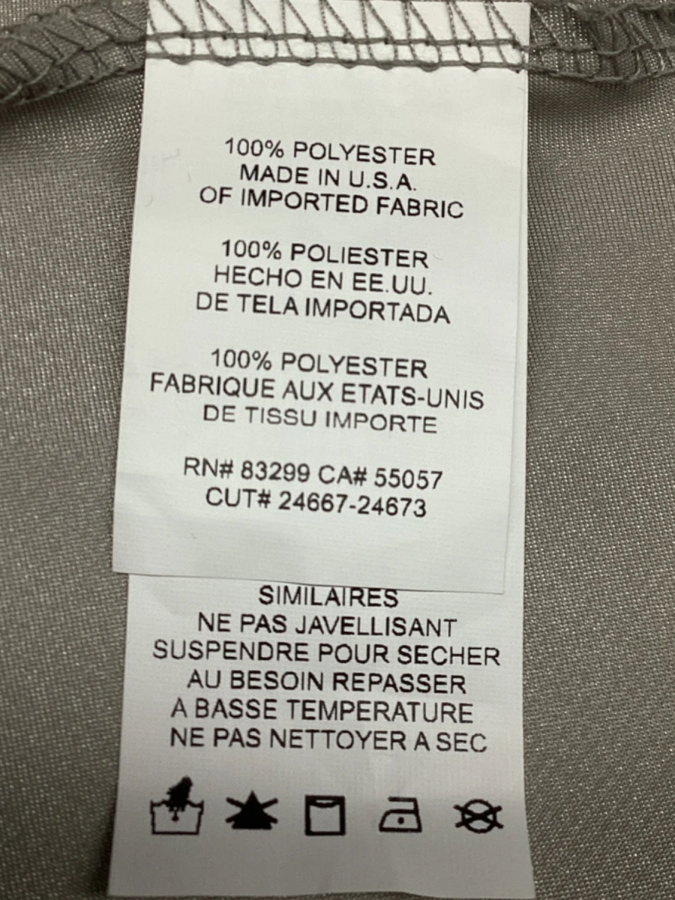 100% POLYESTER
MADE IN U.S.A.
OF IMPORTED FABRIC
100% POLIESTER
HECHO EN EE.UU.
DE TELA IMPORTADA
100% POLYESTER
FABRIQUE AUX ETATS-UNIS
DE TISSU IMPORTE
RN# 83299 CA# 55057
CUT# 24667-24673
SIMILAIRES
NE PAS JAVELLISANT
SUSPENDRE POUR SECHER
AU BESOIN REPASSER
A BASSE TEMPERATURE
NE PAS NETTOYER A SEC